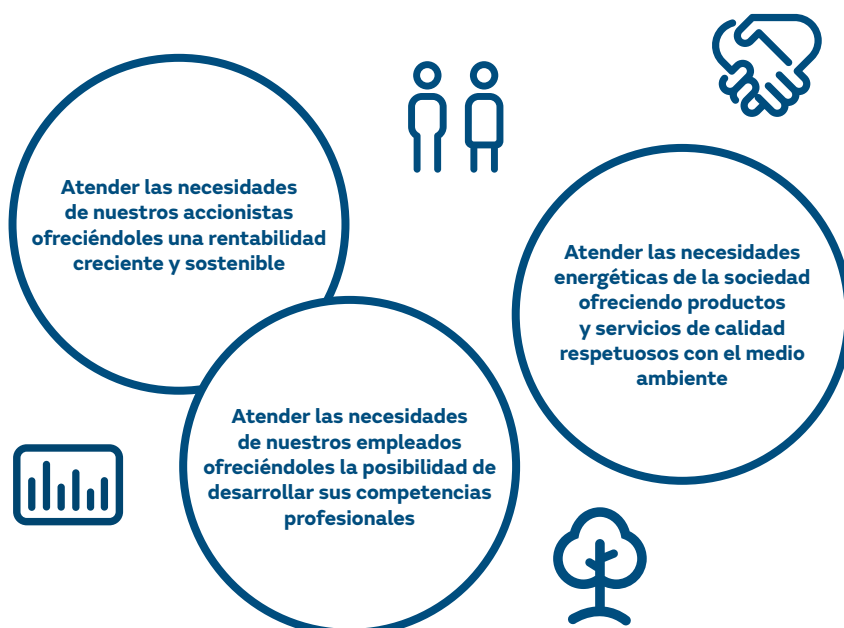 Atender las necesidades
de nuestros accionistas
ofreciéndoles una rentabilidad
creciente y sostenible
Atender las necesidades
energéticas de la sociedad
ofreciendo productos
y servicios de calidad
respetuosos con el medio
ambiente
Atender las necesidades
de nuestros empleados
ofreciéndoles la posibilidad de
desarrollar sus competencias
profesionales